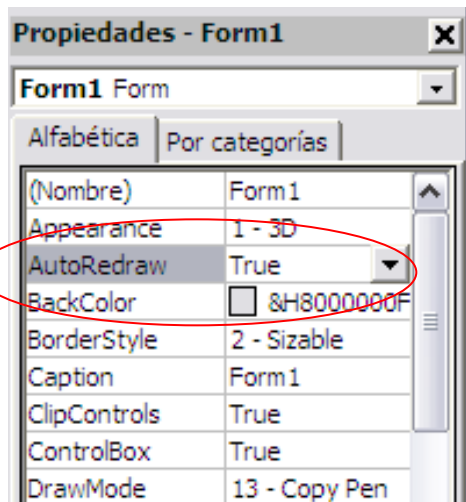 Propiedades - Form1
Form1 Form
Alfabética Por categorías
(Nombre) Form1
Appearance 1 - 3D
AutoRedraw True
BackColor &H8000000F
BorderStyle 2 - Sizable
Caption Form1
ClipControls True
ControlBox True
DrawMode 13 - Copy Pen